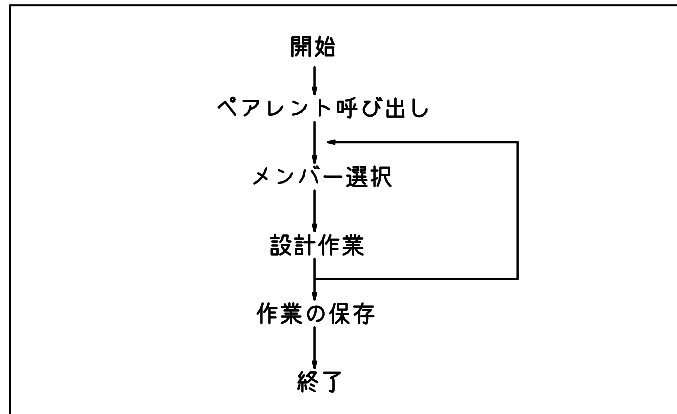 開始
ペアレント呼び出し
メンバー選択
設計作業
作業の保存
終了